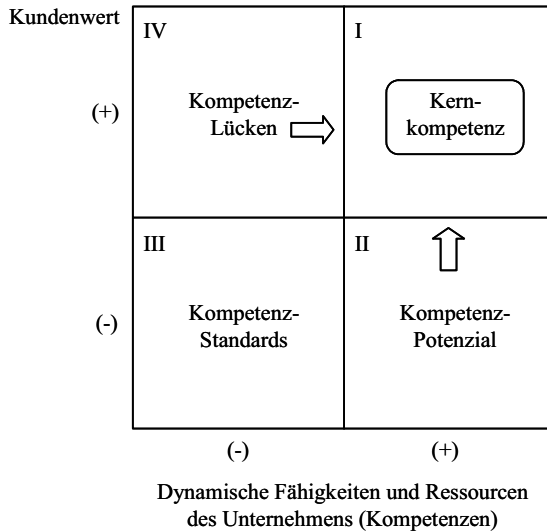 Kundenwert
IV
I
(+)
Kompetenz-
Lücken
Kern-
kompetenz
III
II
(-)
Kompetenz-
Standards
Kompetenz-
Potenzial
(-)
(+)
Dynamische Fähigkeiten und Ressourcen
des Unternehmens (Kompetenzen)